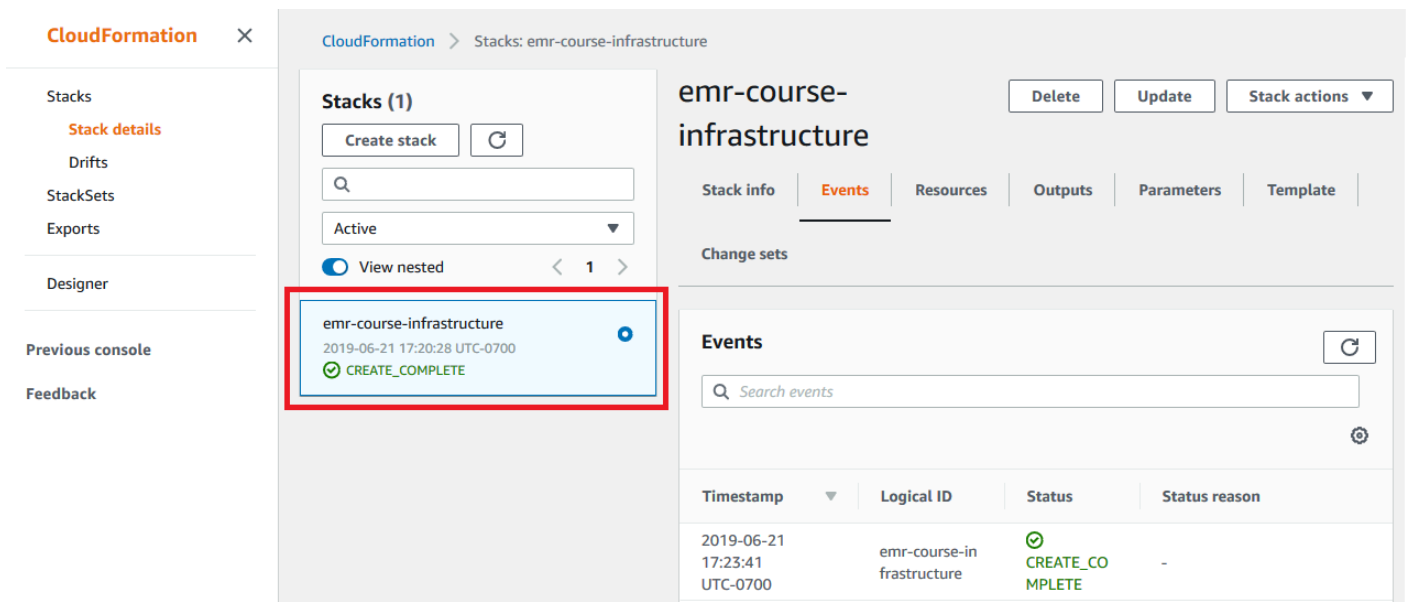 CloudFormation
Stacks
Stack details
Drifts
StackSets
Exports
Designer
Previous console
Feedback
CloudFormation > Stacks: emr-course-infrastructure
Stacks (1)
Create stack
Active
View nested
1
emr-course-infrastructure
2019-06-21 17:20:28 UTC-0700
CREATE_COMPLETE
emr-cour-
infrastructure
Delete
Update
Stack actions
Stack info
Events
Resources
Outputs
Parameters
Template
Change sets
Events
Search events
Timestamp
Logical ID
Status
Status reason
2019-06-21
17:23:41
UTC-0700
emr-course-in
frastructure
CREATE_CO
MPLETE
-